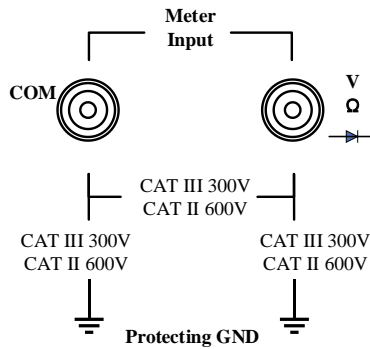 Meter
Input
COM
V
Ω
CAT III 300V
CAT II 600V
CAT III 300V
CAT II 600V
CAT III 300V
CAT II 600V
Protecting GND